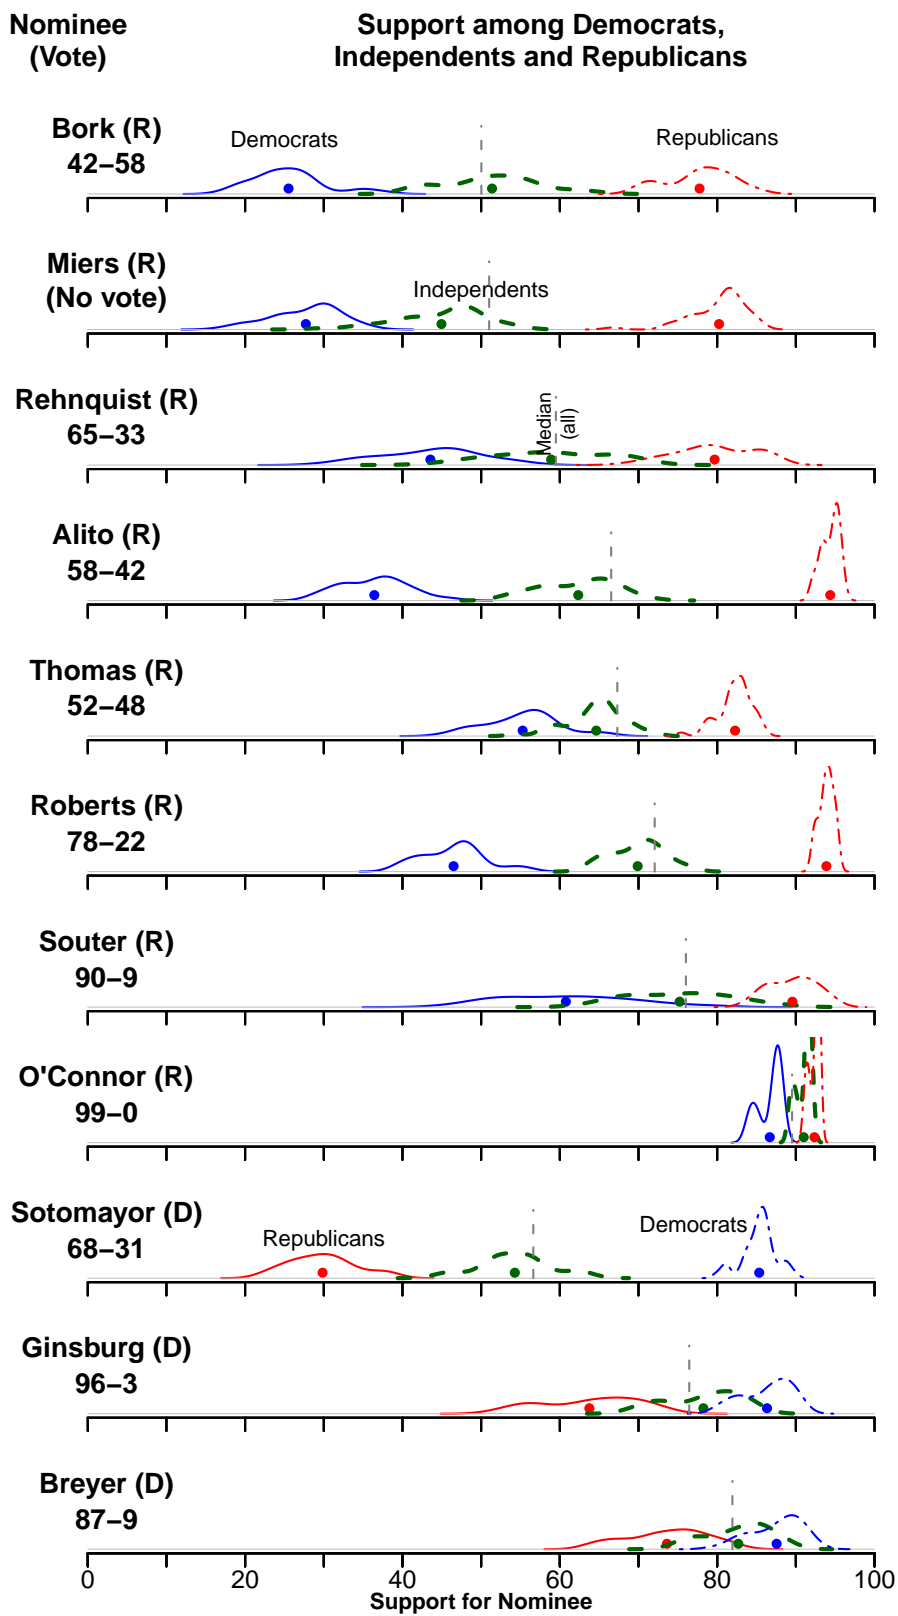 Nominee
(Vote)
Support among Democrats,
Independents and Republicans
Bork (R)
42−58
Democrats
Republicans
Miers (R)
(No vote)
Independents
Rehnquist (R)
65−33
Median
(all)
Alito (R)
58−42
Thomas (R)
52−48
Roberts (R)
78−22
Souter (R)
90−9
O'Connor (R)
99−0
Sotomayor (D)
68−31
Republicans
Democrats
Ginsburg (D)
96−3
Breyer (D)
87−9
0 20 40 60 80 100
Support for Nominee